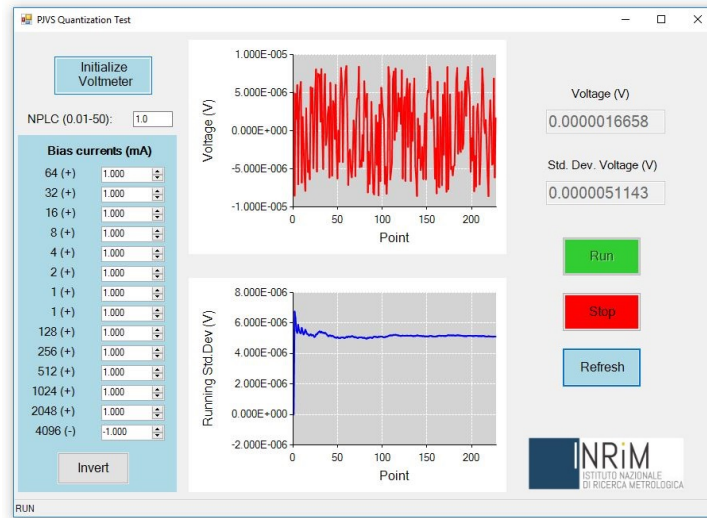 PJVS Quantization Test
Initialize
Voltmeter
NPLC (0.01-50): 1.0
Bias currents (mA)
64 (+) 1.000
32 (+) 1.000
16 (+) 1.000
8 (+) 1.000
4 (+) 1.000
2 (+) 1.000
1 (+) 1.000
1 (+) 1.000
128 (+) 1.000
256 (+) 1.000
512 (+) 1.000
1024 (+) 1.000
2048 (+) 1.000
4096 (-) -1.000
Invert
Voltage (V)
1.000E-005
5.000E-006
0.000E+000
-5.000E-006
-1.000E-005
0 50 100 150 200
Point
Running Std.Dev (V)
8.000E-006
6.000E-006
4.000E-006
2.000E-006
0.000E+000
-2.000E-006
0 50 100 150 200
Point
Voltage (V)
0.0000016658
Std. Dev. Voltage (V)
0.0000051143
Run
Stop
Refresh
INRiM
ISTITUTO NAZIONALE
DI RICERCA METROLOGICA
RUN